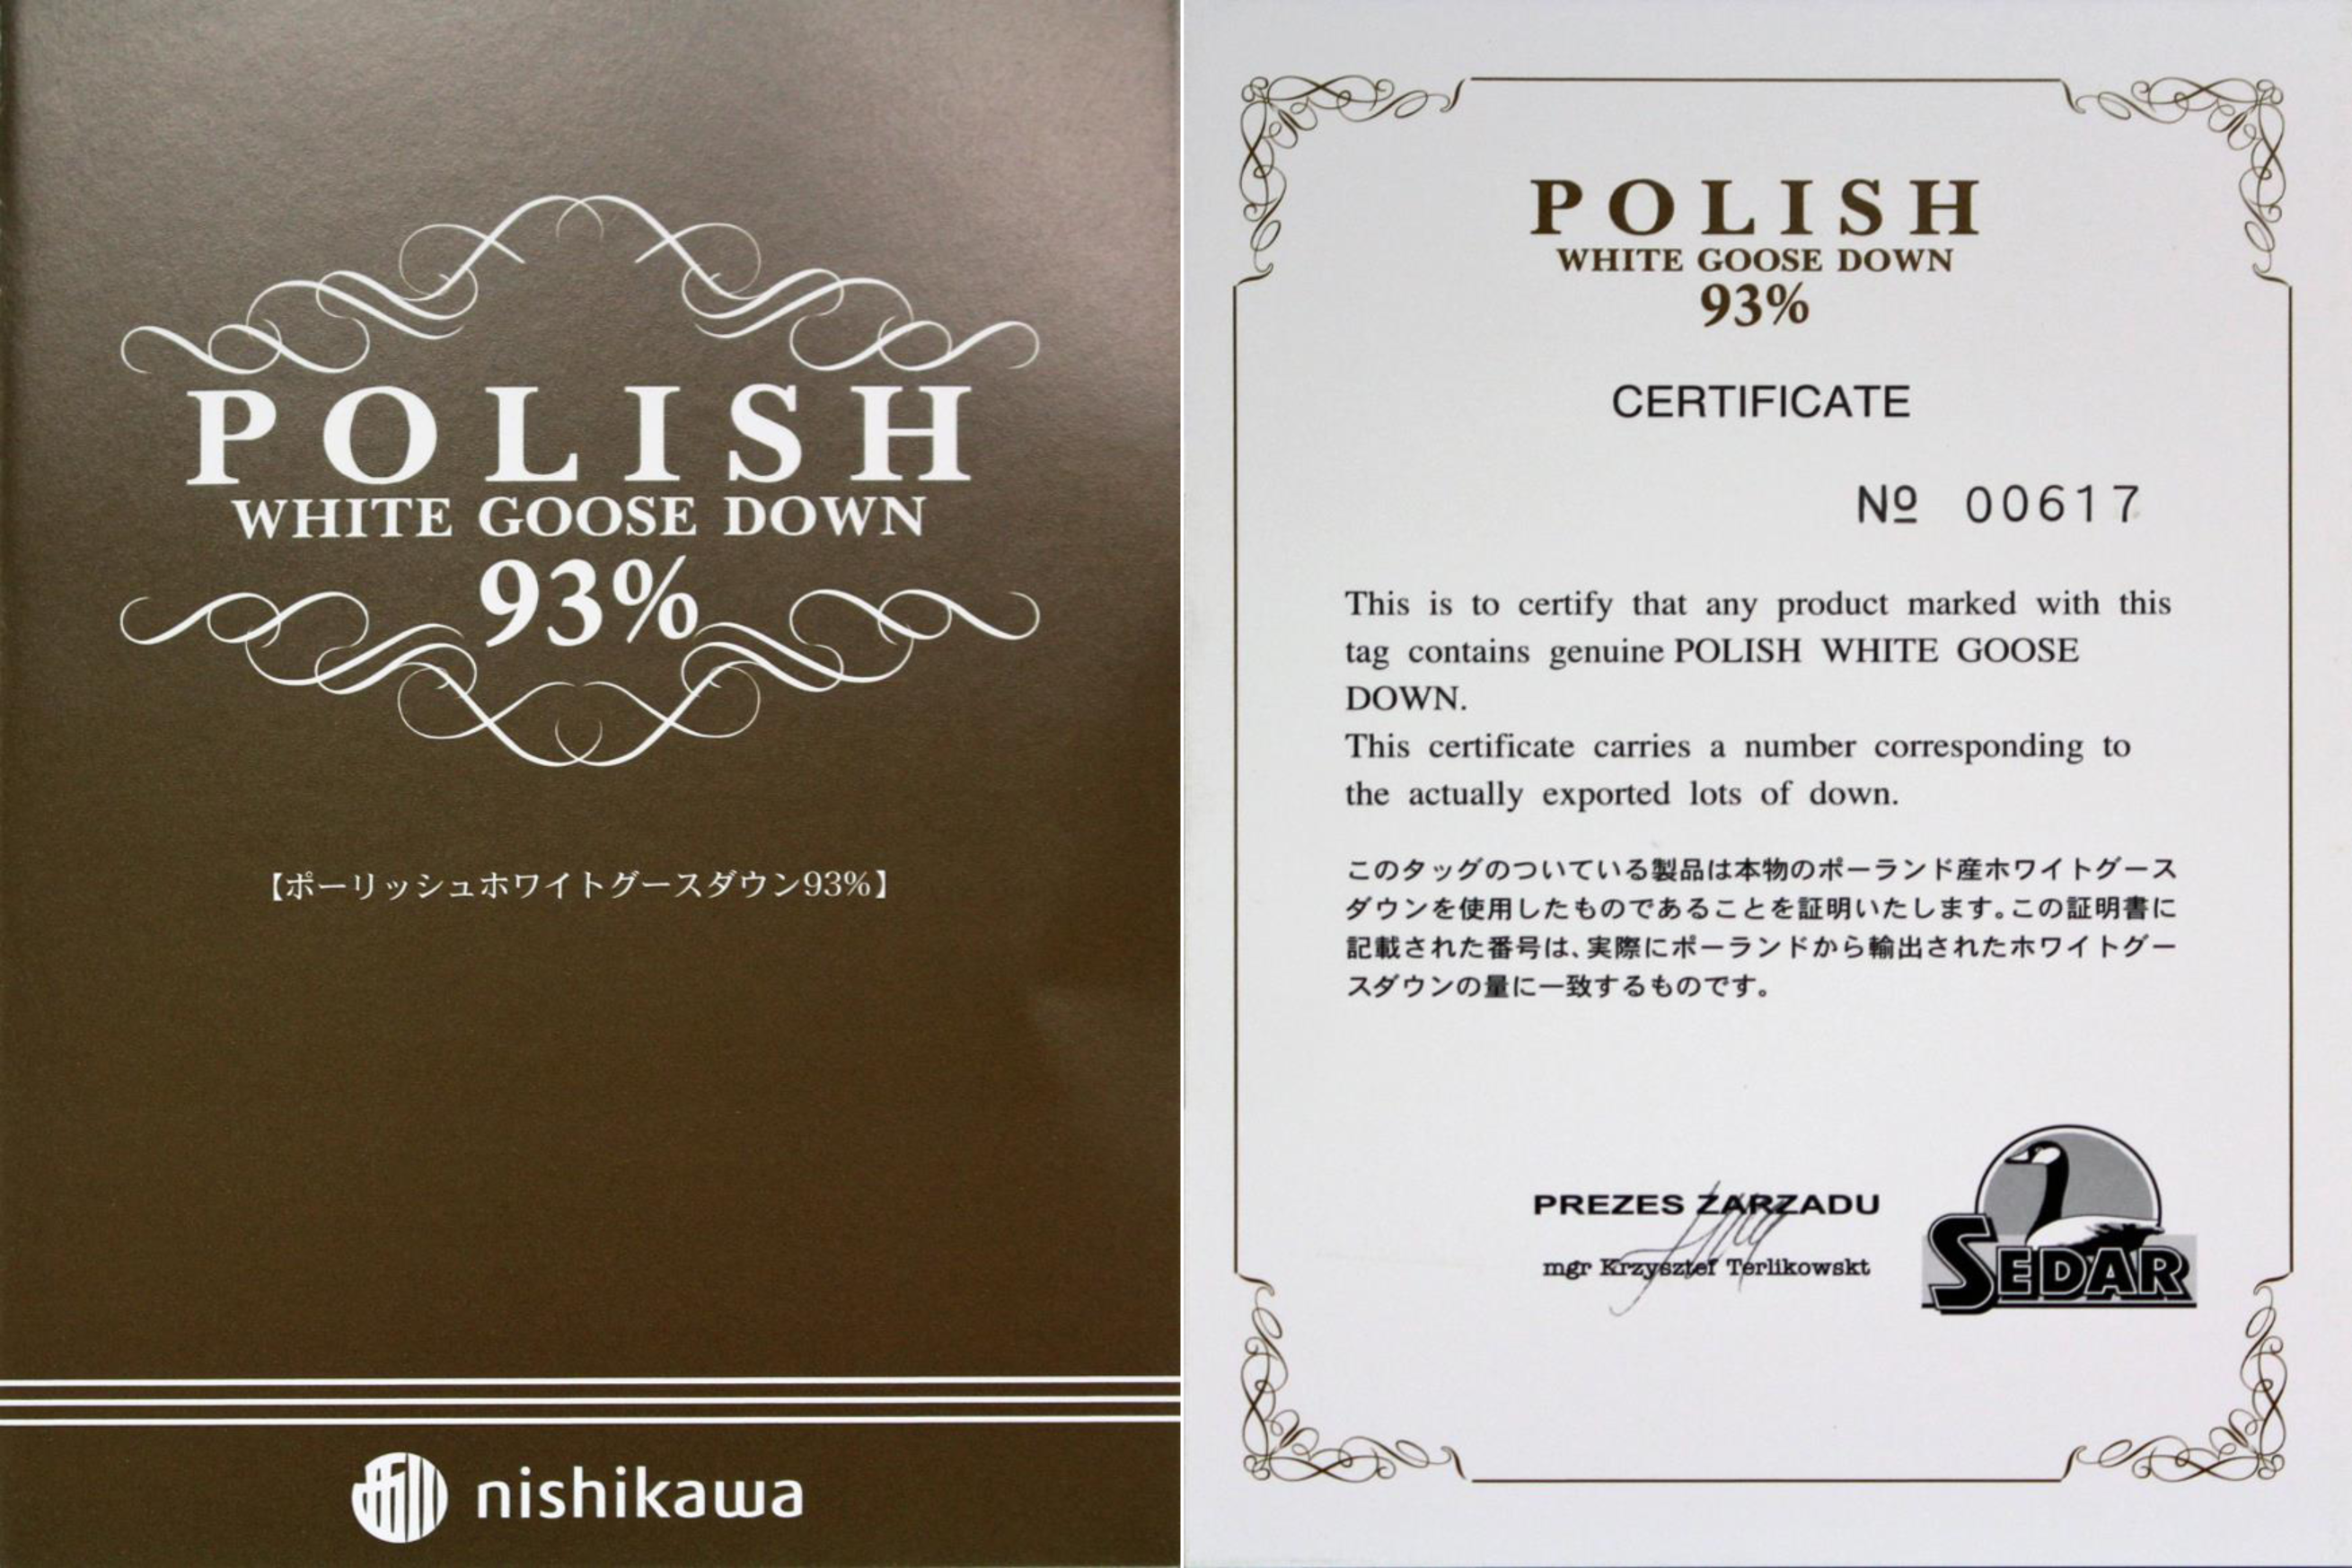 POLISH
WHITE GOOSE DOWN
93%
【ポーリッシュホワイトグースダウン93%】
nishikawa
POLISH
WHITE GOOSE DOWN
93%
CERTIFICATE
№ 00617
This is to certify that any product marked with this
tag contains genuine POLISH WHITE GOOSE
DOWN.
This certificate carries a number corresponding to
the actually exported lots of down.
このタッグのついている製品は本物のポーランド産ホワイトグース
ダウンを使用したものであることを証明いたします。この証明書に
記載された番号は、実際にポーランドから輸出されたホワイトグー
スダウンの量に一致するものです。
PREZES ZARZADU
mgr Krzysztef Terlikowskt
SEDAR